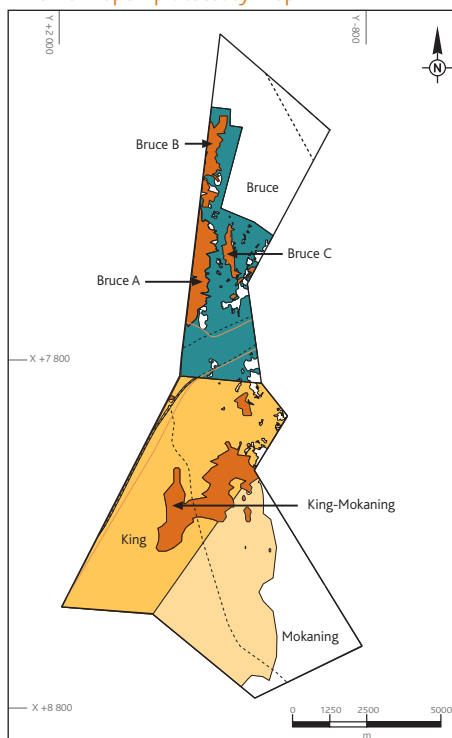 Y + 2 000
Y -800
N
Bruce B
Bruce
Bruce C
Bruce A
X +7 800
King-Mokaning
King
Mokaning
X +8 800
0 1250 2500 5000
m